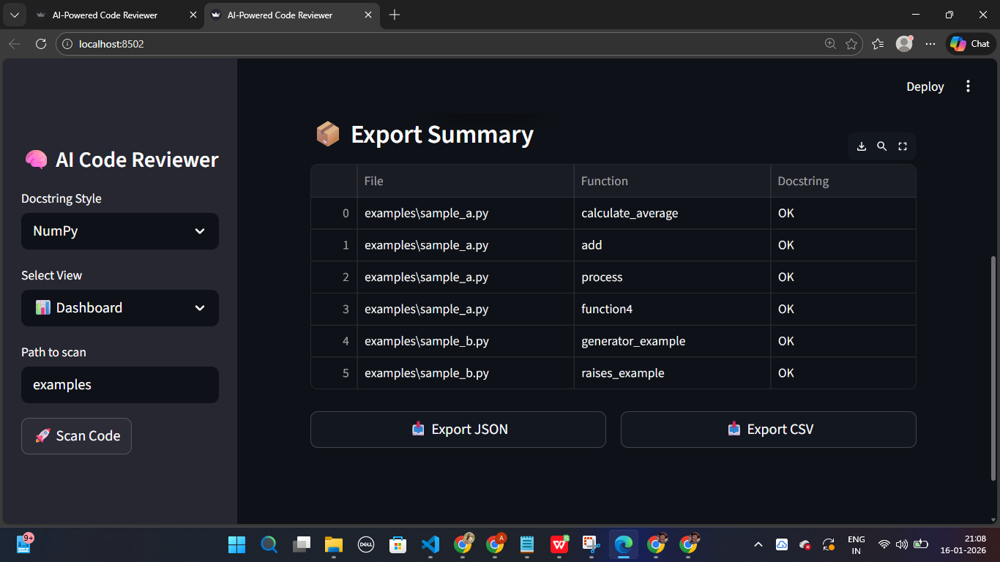 AI-Powered Code Reviewer
AI-Powered Code Reviewer
localhost:8502
Chat
Deploy
AI Code Reviewer
Docstring Style
NumPy
Select View
Dashboard
Path to scan
examples
Scan Code
Export Summary
File Function Docstring
0 examples\sample_a.py calculate_average OK
1 examples\sample_a.py add OK
2 examples\sample_a.py process OK
3 examples\sample_a.py function4 OK
4 examples\sample_b.py generator_example OK
5 examples\sample_b.py raises_example OK
Export JSON Export CSV
9+
DELL
A
W
ENG
IN
21:08
16-01-2026